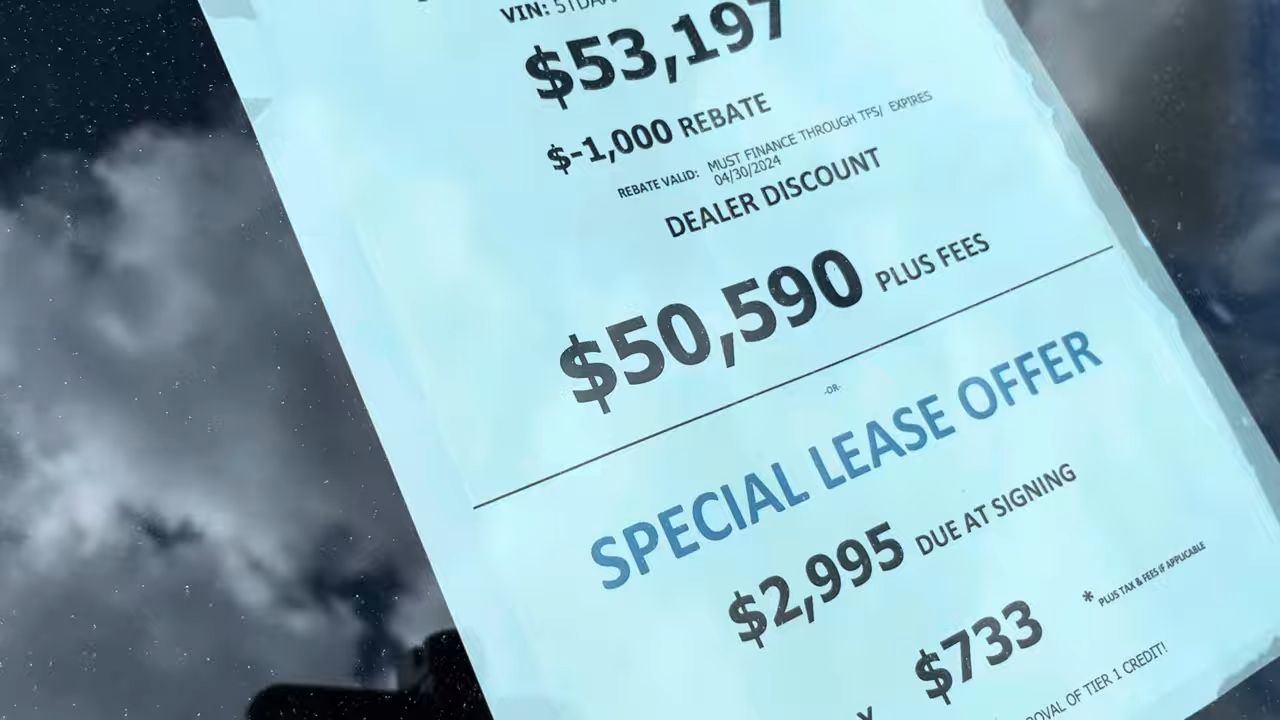 VIN:
$53,197
$-1,000 REBATE
REBATE VALID: MUST FINANCE THROUGH TFS/ EXPIRES
04/30/2024
DEALER DISCOUNT
$50,590 PLUS FEES
-OR-
SPECIAL LEASE OFFER
$2,995 DUE AT SIGNING
$733 * PLUS TAX & FEES IF APPLICABLE
OF TIER 1 CREDIT!